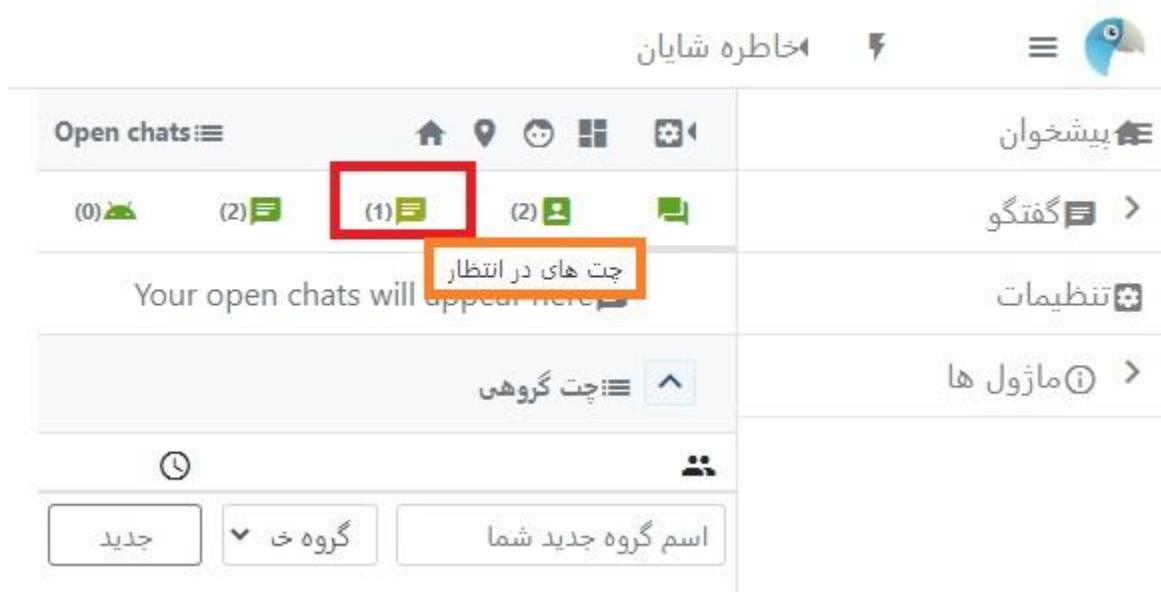 خاطره شایان
پیشخوان
گفتگو
تنظیمات
ماژول ها
Open chats
(2) (1) (2) (0)
چت های در انتظار
Your open chats will appear here
چت گروهی
اسم گروه جدید شما گروه خ جدید